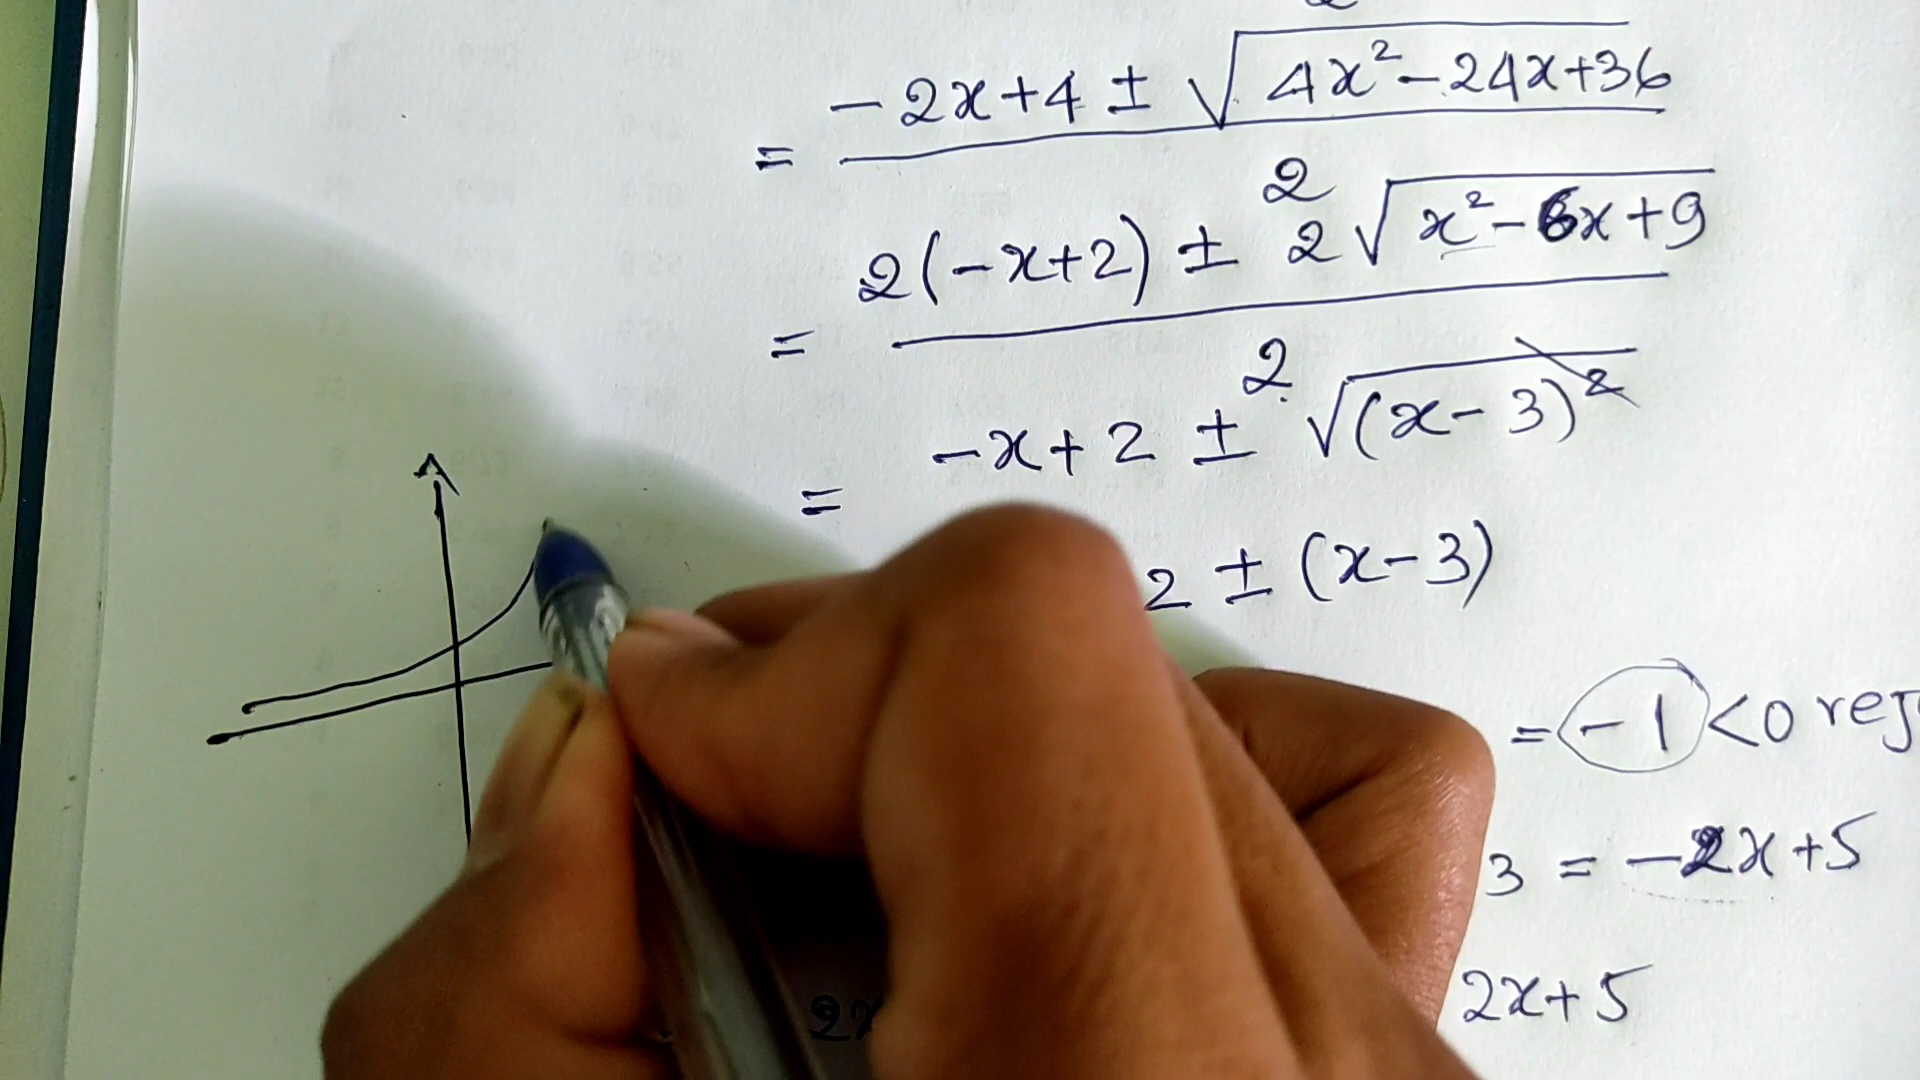 = -2x+4 ± √4x²-24x+36
2
= 2(-x+2) ± 2√x²-6x+9
2
= -x+2 ± √(x-3)²
2 ± (x-3)
= -1 <0
3 = -2x+5
2x+5